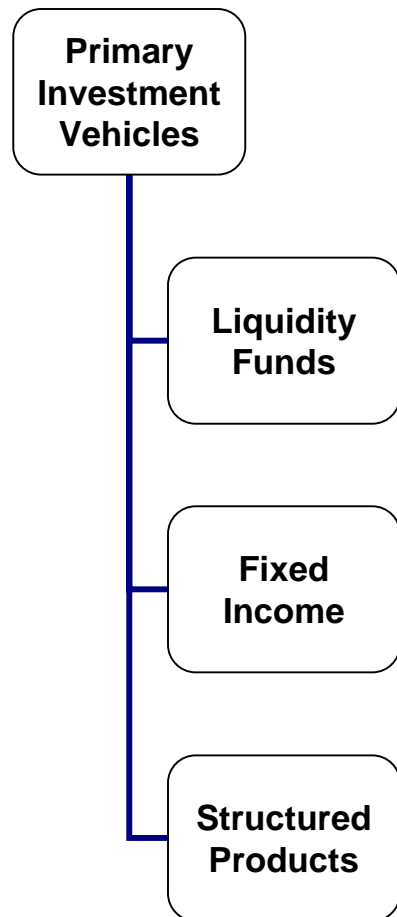 Primary
Investment
Vehicles
Liquidity
Funds
Fixed
Income
Structured
Products